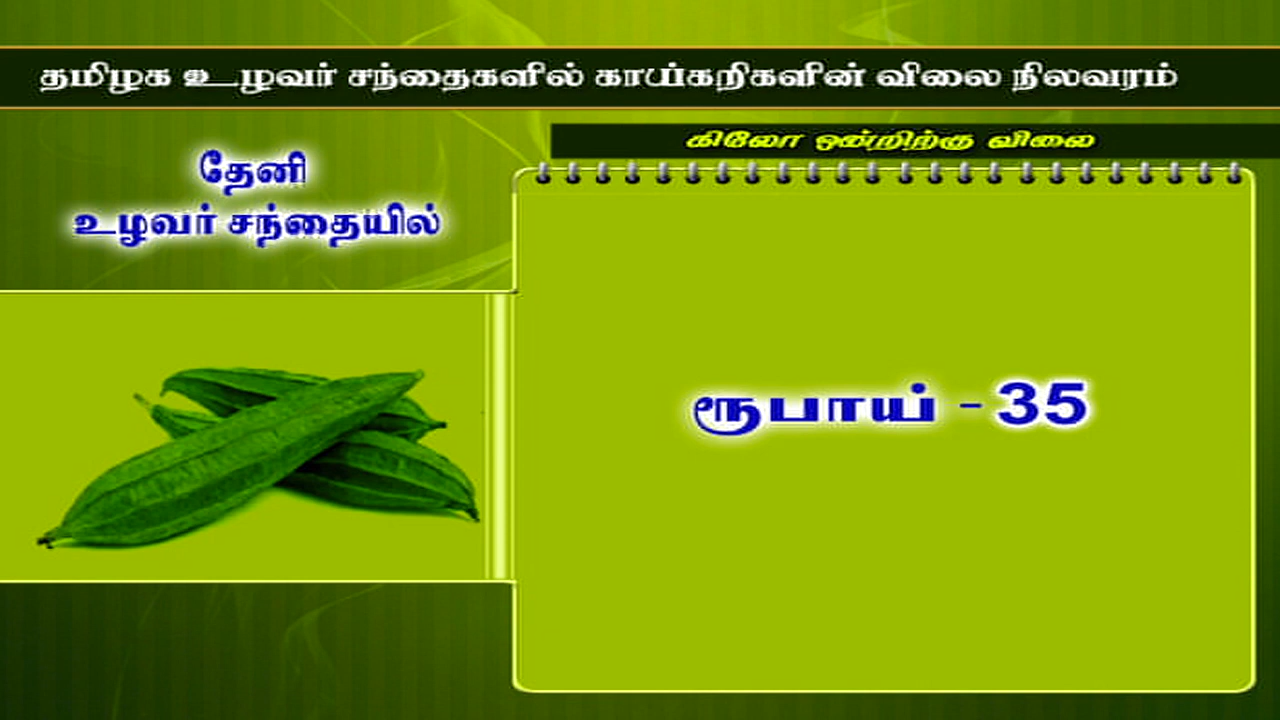 தமிழக உழவர் சந்தைகளில் காய்கறிகளின் விலை நிலவரம்
கிலோ ஒன்றிற்கு விலை
தேனி
உழவர் சந்தையில்
ரூபாய் - 35